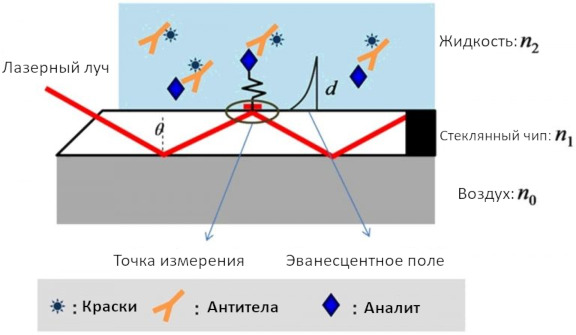 Жидкость: n2
Лазерный луч
d
θ
Стеклянный чип: n1
Воздух: n0
Точка измерения
Эванесцентное поле
: Краски
: Антитела
: Аналит